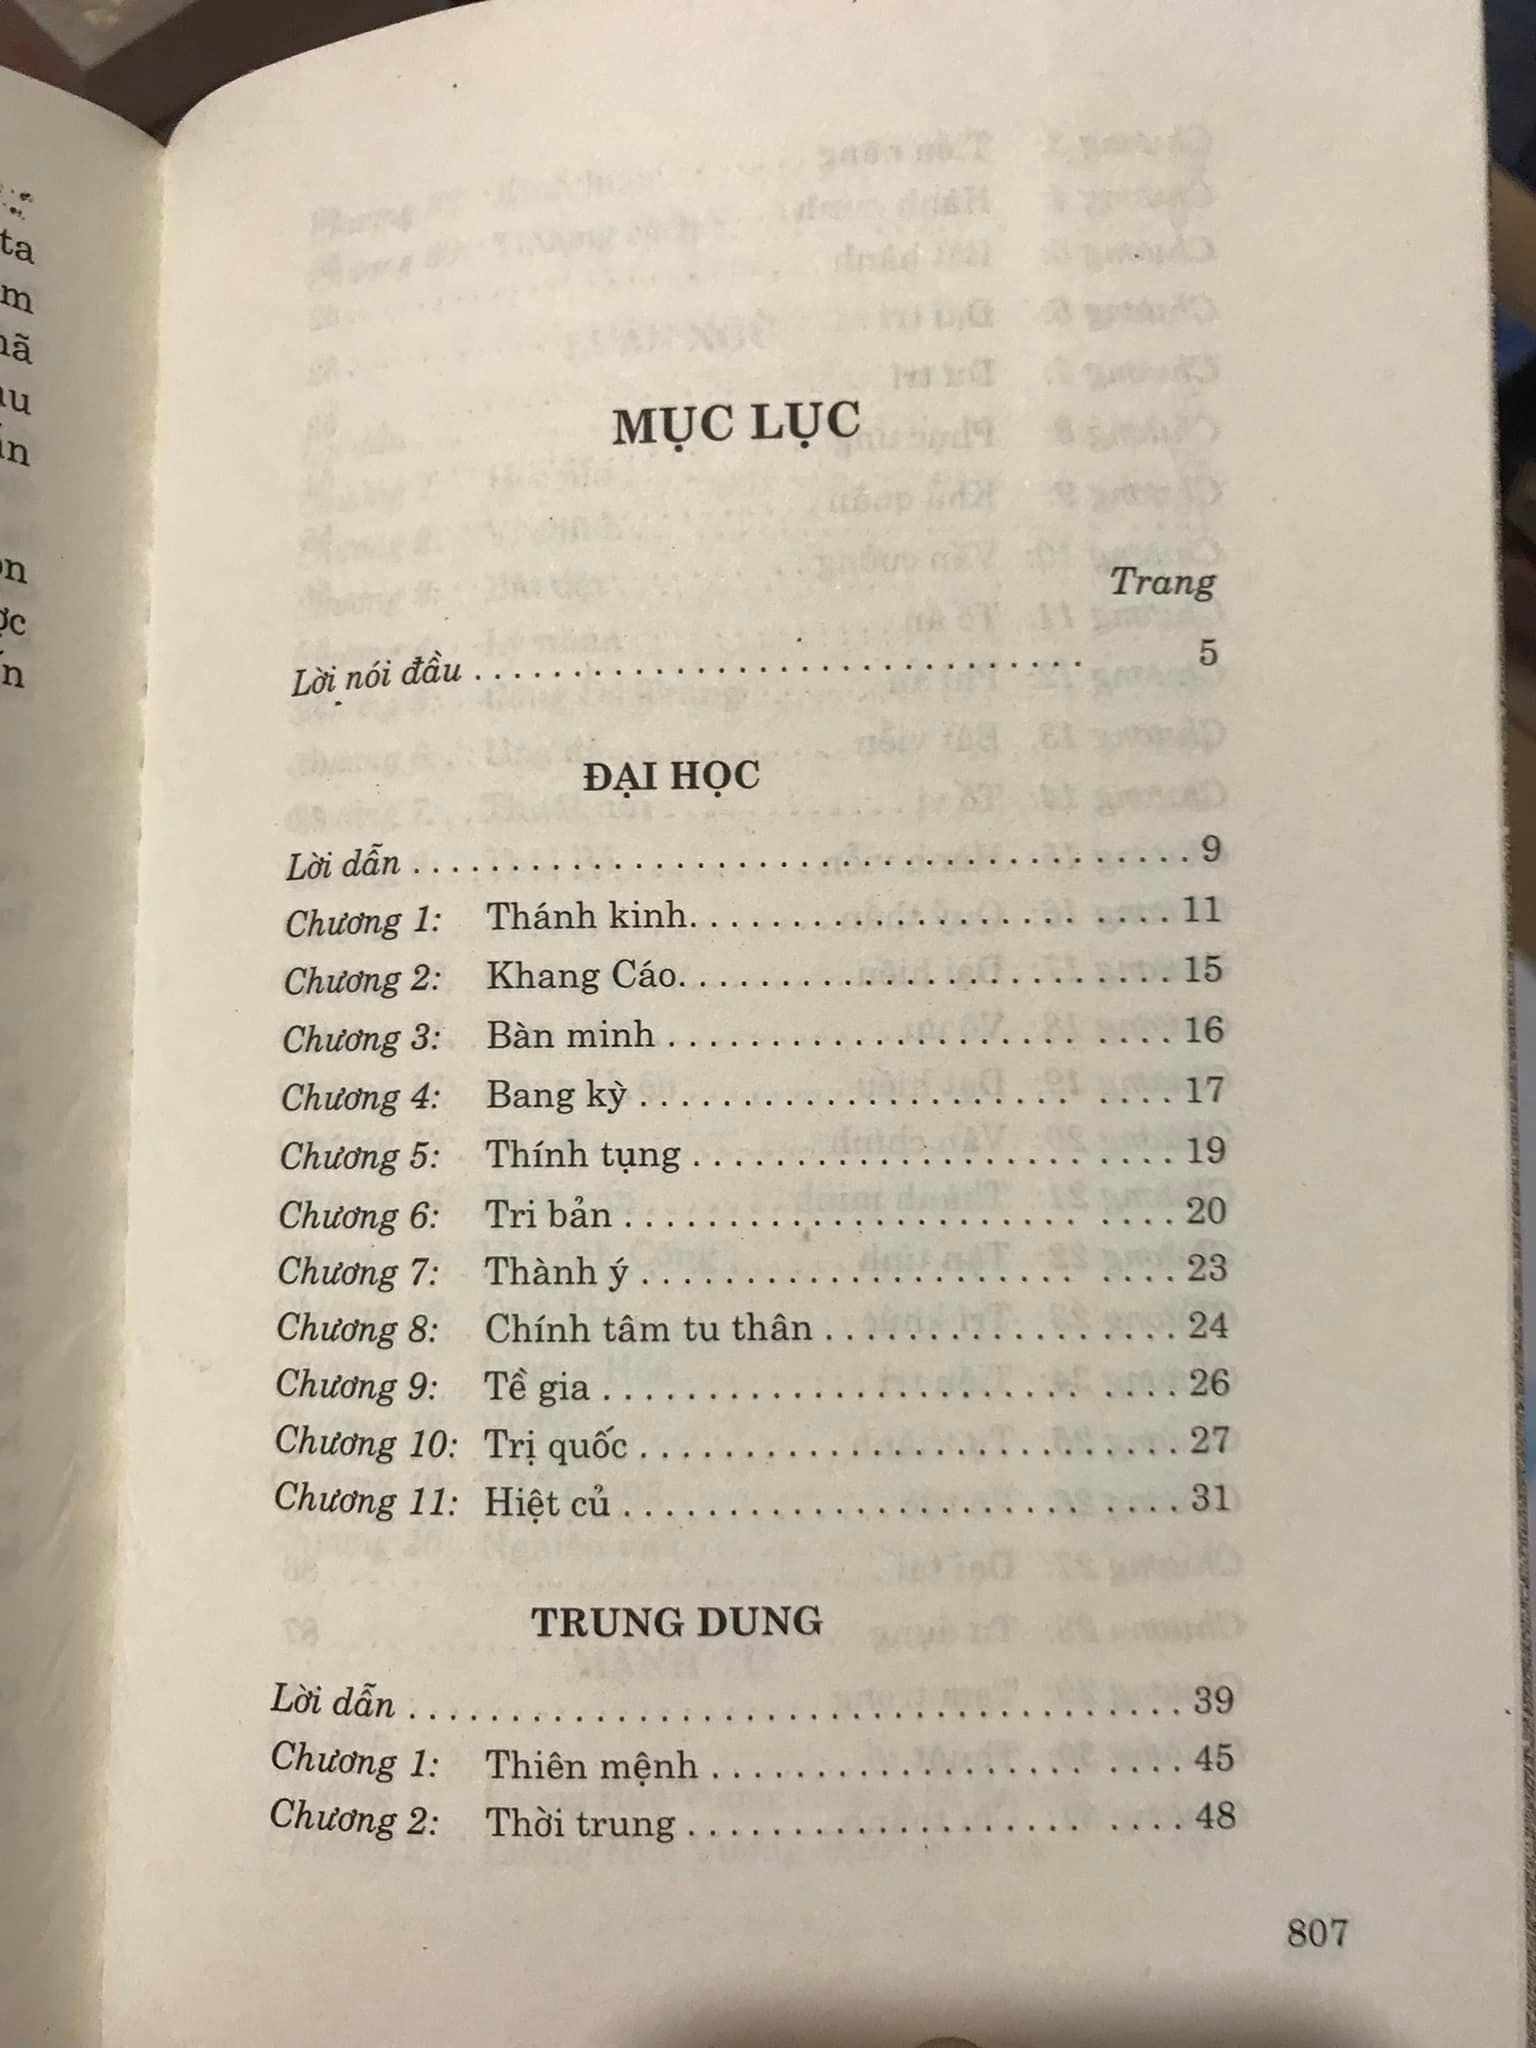 ta
MỤC LỤC
Trang
Lời nói đầu . . . . . . . . . . . . . . . . . . . . . . . . . . . . . . 5
ĐẠI HỌC
Lời dẫn . . . . . . . . . . . . . . . . . . . . . . . . . . . . . . . . . . . . . . 9
Chương 1: Thánh kinh. . . . . . . . . . . . . . . . . . . . . . . 11
Chương 2: Khang Cáo. . . . . . . . . . . . . . . . . . . . . . . . 15
Chương 3: Bàn minh . . . . . . . . . . . . . . . . . . . . . . . . 16
Chương 4: Bang kỳ . . . . . . . . . . . . . . . . . . . . . . . . . 17
Chương 5: Thính tụng . . . . . . . . . . . . . . . . . . . . . . . 19
Chương 6: Tri bản . . . . . . . . . . . . . . . . . . . . . . . . . . 20
Chương 7: Thành ý . . . . . . . . . . . . . . . . . . . . . . . . . 23
Chương 8: Chính tâm tu thân . . . . . . . . . . . . . . . . . 24
Chương 9: Tề gia . . . . . . . . . . . . . . . . . . . . . . . . . . . 26
Chương 10: Trị quốc . . . . . . . . . . . . . . . . . . . . . . . . . . 27
Chương 11: Hiệt củ . . . . . . . . . . . . . . . . . . . . . . . . . . 31
TRUNG DUNG
Lời dẫn . . . . . . . . . . . . . . . . . . . . . . . . . . . . . . . . . . . . . 39
Chương 1: Thiên mệnh . . . . . . . . . . . . . . . . . . . . . . 45
Chương 2: Thời trung . . . . . . . . . . . . . . . . . . . . . . . 48
807